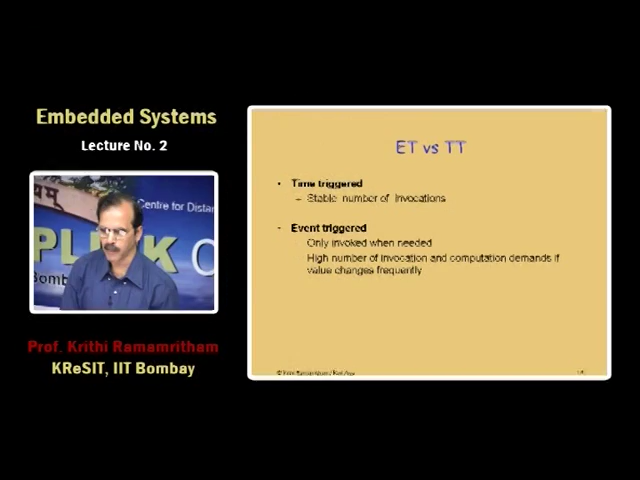 Embedded Systems
Lecture No. 2
यम्
Centre for Distan
Bombay
Prof. Krithi Ramamritham
KReSIT, IIT Bombay
ET vs TT
• Time triggered
– Stable number of invocations
- Event triggered
Only invoked when needed
High number of invocation and computation demands if
value changes frequently